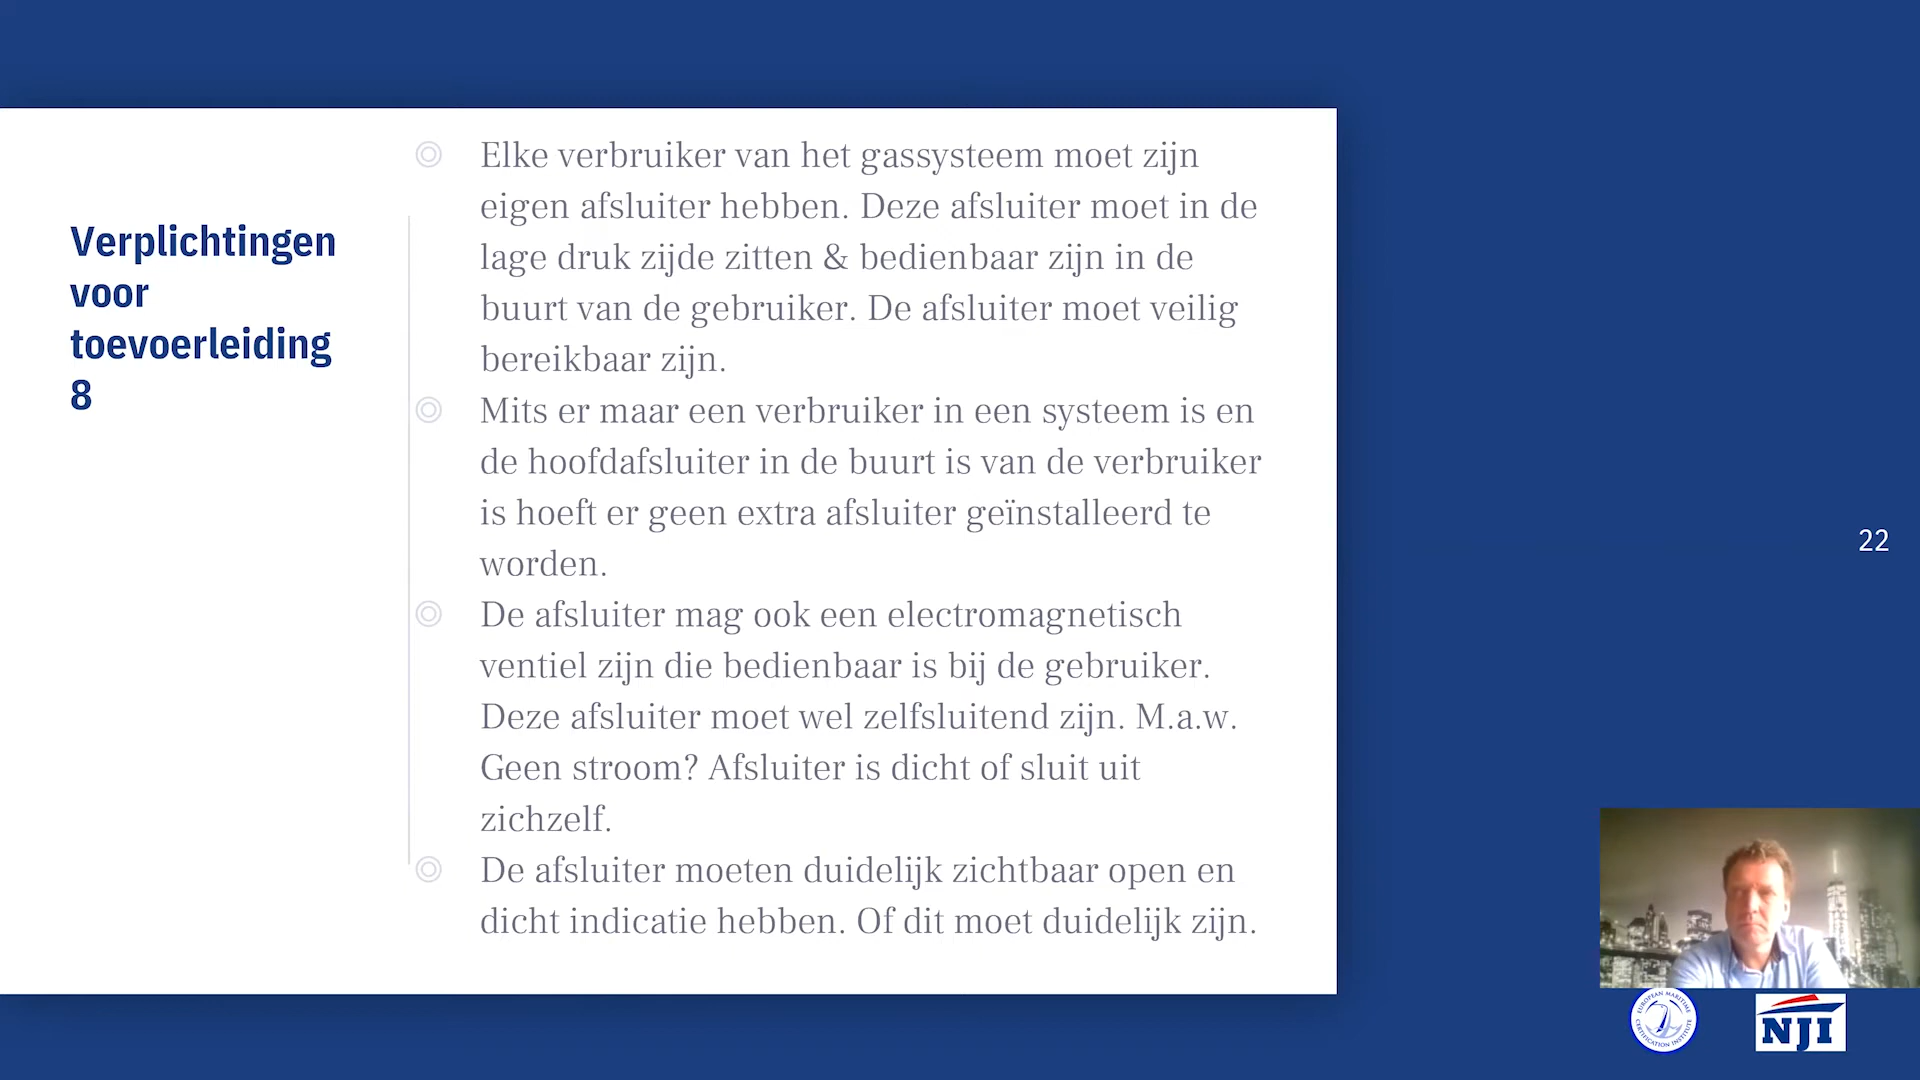 Verplichtingen
voor
toevoerleiding
8
Elke verbruiker van het gassysteem moet zijn
eigen afsluiter hebben. Deze afsluiter moet in de
lage druk zijde zitten & bedienbaar zijn in de
buurt van de gebruiker. De afsluiter moet veilig
bereikbaar zijn.
Mits er maar een verbruiker in een systeem is en
de hoofdafsluiter in de buurt is van de verbruiker
is hoeft er geen extra afsluiter geïnstalleerd te
worden.
De afsluiter mag ook een electromagnetisch
ventiel zijn die bedienbaar is bij de gebruiker.
Deze afsluiter moet wel zelfsluitend zijn. M.a.w.
Geen stroom? Afsluiter is dicht of sluit uit
zichzelf.
De afsluiter moeten duidelijk zichtbaar open en
dicht indicatie hebben. Of dit moet duidelijk zijn.
22
EUROPEAN MARITIME
CERTIFICATION INSTITUTE
NJI